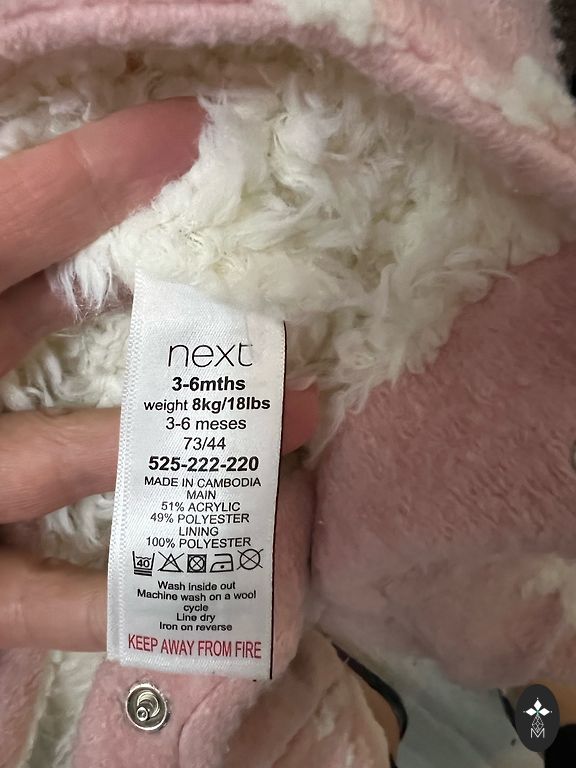 next
3-6mths
weight 8kg/18lbs
3-6 meses
73/44
525-222-220
MADE IN CAMBODIA
MAIN
51% ACRYLIC
49% POLYESTER
LINING
100% POLYESTER
40
Wash inside out
Machine wash on a wool
cycle
Line dry
Iron on reverse
KEEP AWAY FROM FIRE